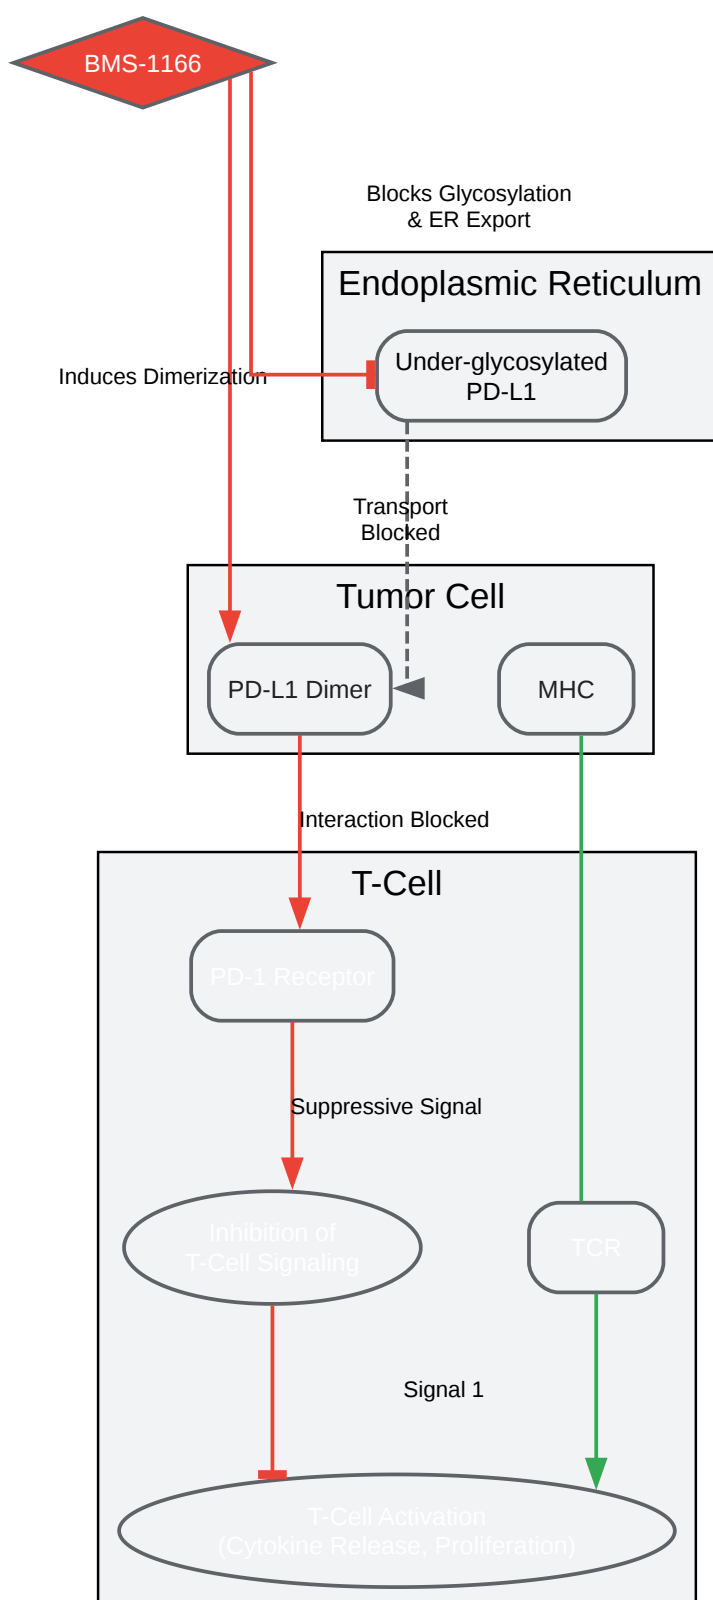 BMS-1166
Blocks Glycosylation
& ER Export
Endoplasmic Reticulum
Under-glycosylated
PD-L1
Induces Dimerization
Transport
Blocked
Tumor Cell
PD-L1 Dimer
MHC
Interaction Blocked
T-Cell
PD-1 Receptor
Suppressive Signal
Inhibition of
T-Cell Signaling
TCR
Signal 1
T-Cell Activation
(Cytokine Release, Proliferation)